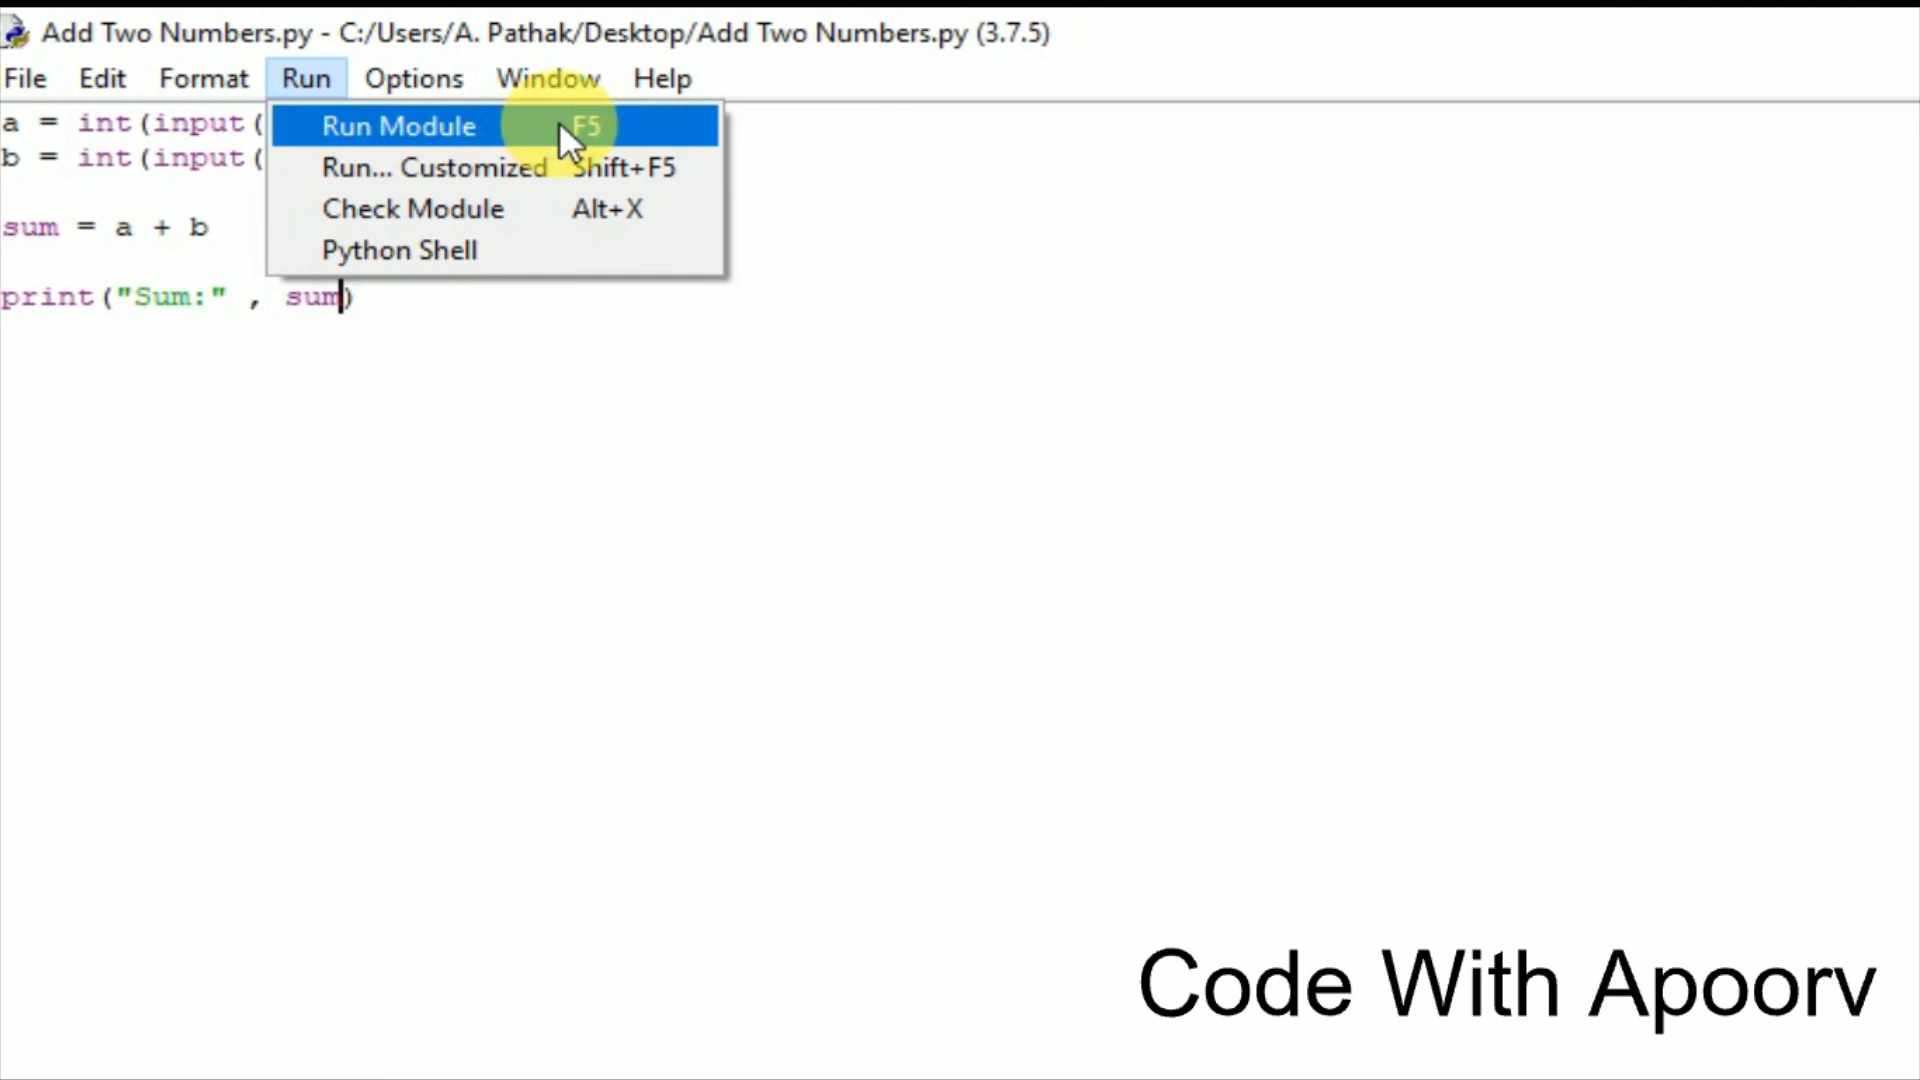 Add Two Numbers.py - C:/Users/A. Pathak/Desktop/Add Two Numbers.py (3.7.5)
File Edit Format Run Options Window Help
a = int(input(
b = int(input(
Run Module F5
Run... Customized Shift+F5
Check Module Alt+X
Python Shell
sum = a + b
print("Sum:" , sum)
Code With Apoorv